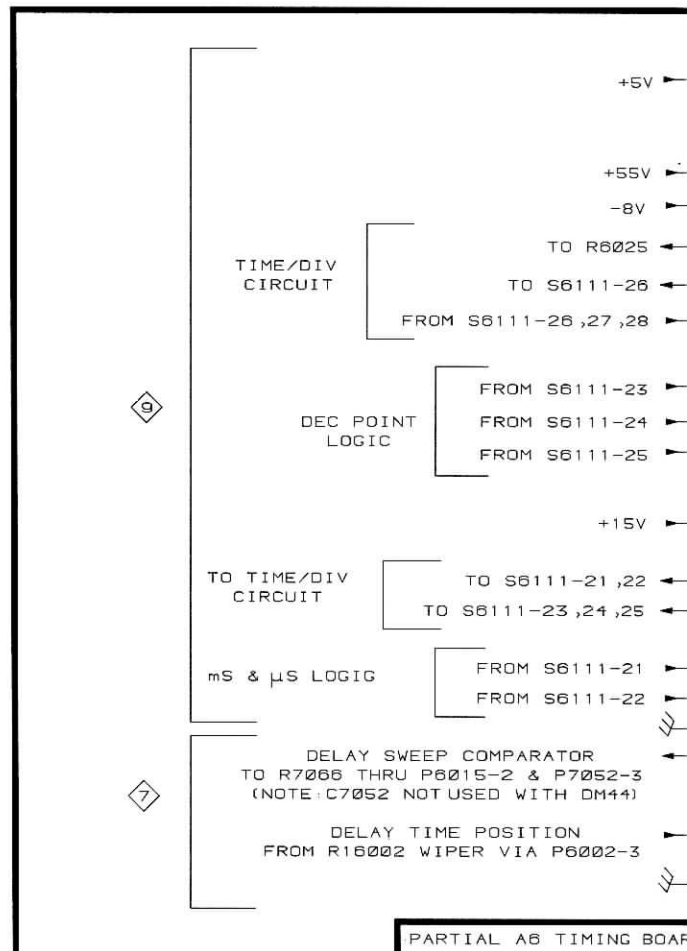 +5V
+55V
-8V
TO R6025
TIME/DIV
CIRCUIT
TO S6111-26
FROM S6111-26,27,28
9
FROM S6111-23
DEC POINT
LOGIC
FROM S6111-24
FROM S6111-25
+15V
TO TIME/DIV
CIRCUIT
TO S6111-21,22
TO S6111-23,24,25
mS & µS LOGIG
FROM S6111-21
FROM S6111-22
7
DELAY SWEEP COMPARATOR
TO R7066 THRU P6015-2 & P7052-3
(NOTE:C7052 NOT USED WITH DM44)
DELAY TIME POSITION
FROM R16002 WIPER VIA P6002-3
PARTIAL A6 TIMING BOAR